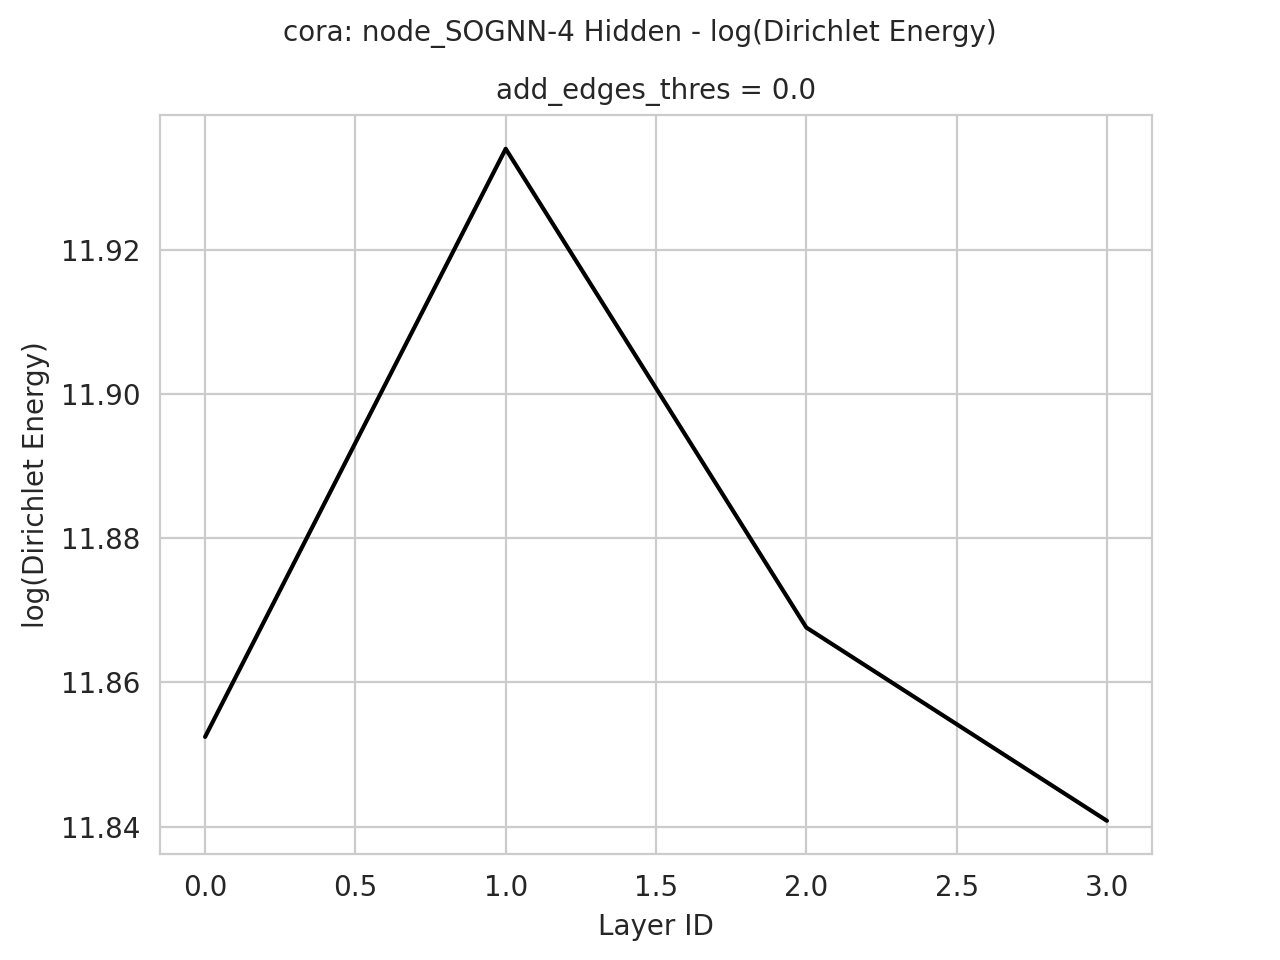 cora: node_SOGNN-4 Hidden - log(Dirichlet Energy)
add_edges_thres = 0.0
log(Dirichlet Energy)
11.92
11.90
11.88
11.86
11.84
0.0 0.5 1.0 1.5 2.0 2.5 3.0
Layer ID